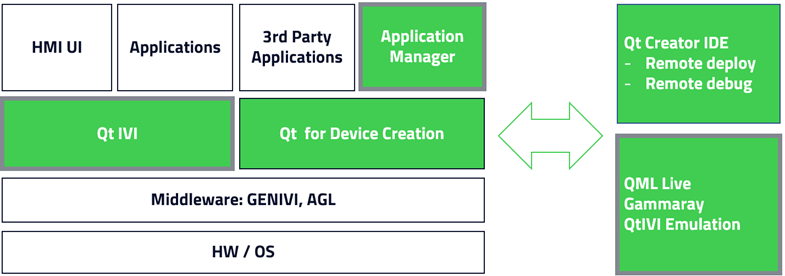 HMI UI
Applications
3rd Party
Applications
Application
Manager
Qt IVI
Qt for Device Creation
Middleware: GENIVI, AGL
HW / OS
Qt Creator IDE
- Remote deploy
- Remote debug
QML Live
Gammaray
QtIVI Emulation